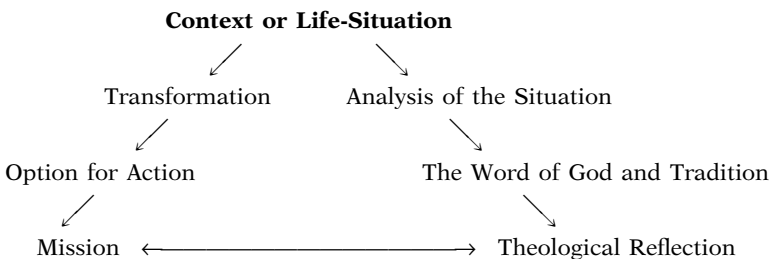 Context or Life-Situation
Transformation Analysis of the Situation
Option for Action The Word of God and Tradition
Mission Theological Reflection